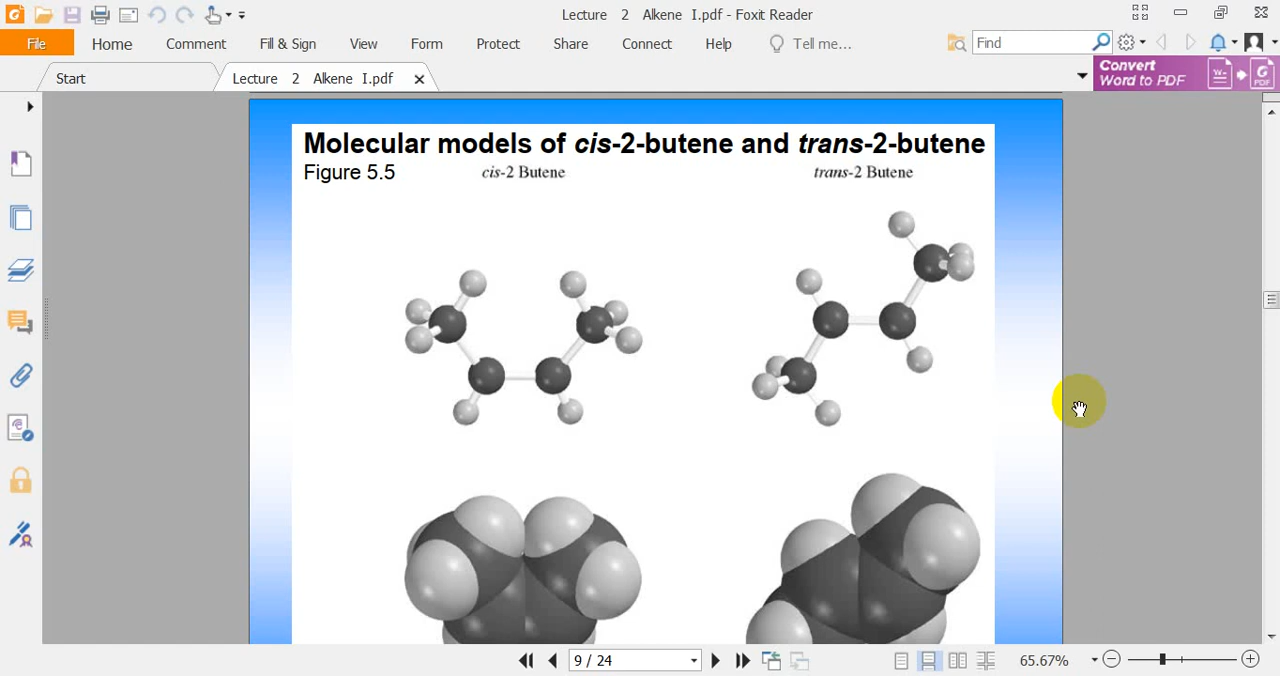 Lecture 2 Alkene I.pdf - Foxit Reader
File Home Comment Fill & Sign View Form Protect Share Connect Help Tell me... Find
Start Lecture 2 Alkene I.pdf
Convert
Word to PDF
Molecular models of cis-2-butene and trans-2-butene
Figure 5.5 cis-2 Butene trans-2 Butene
9 / 24 65.67%